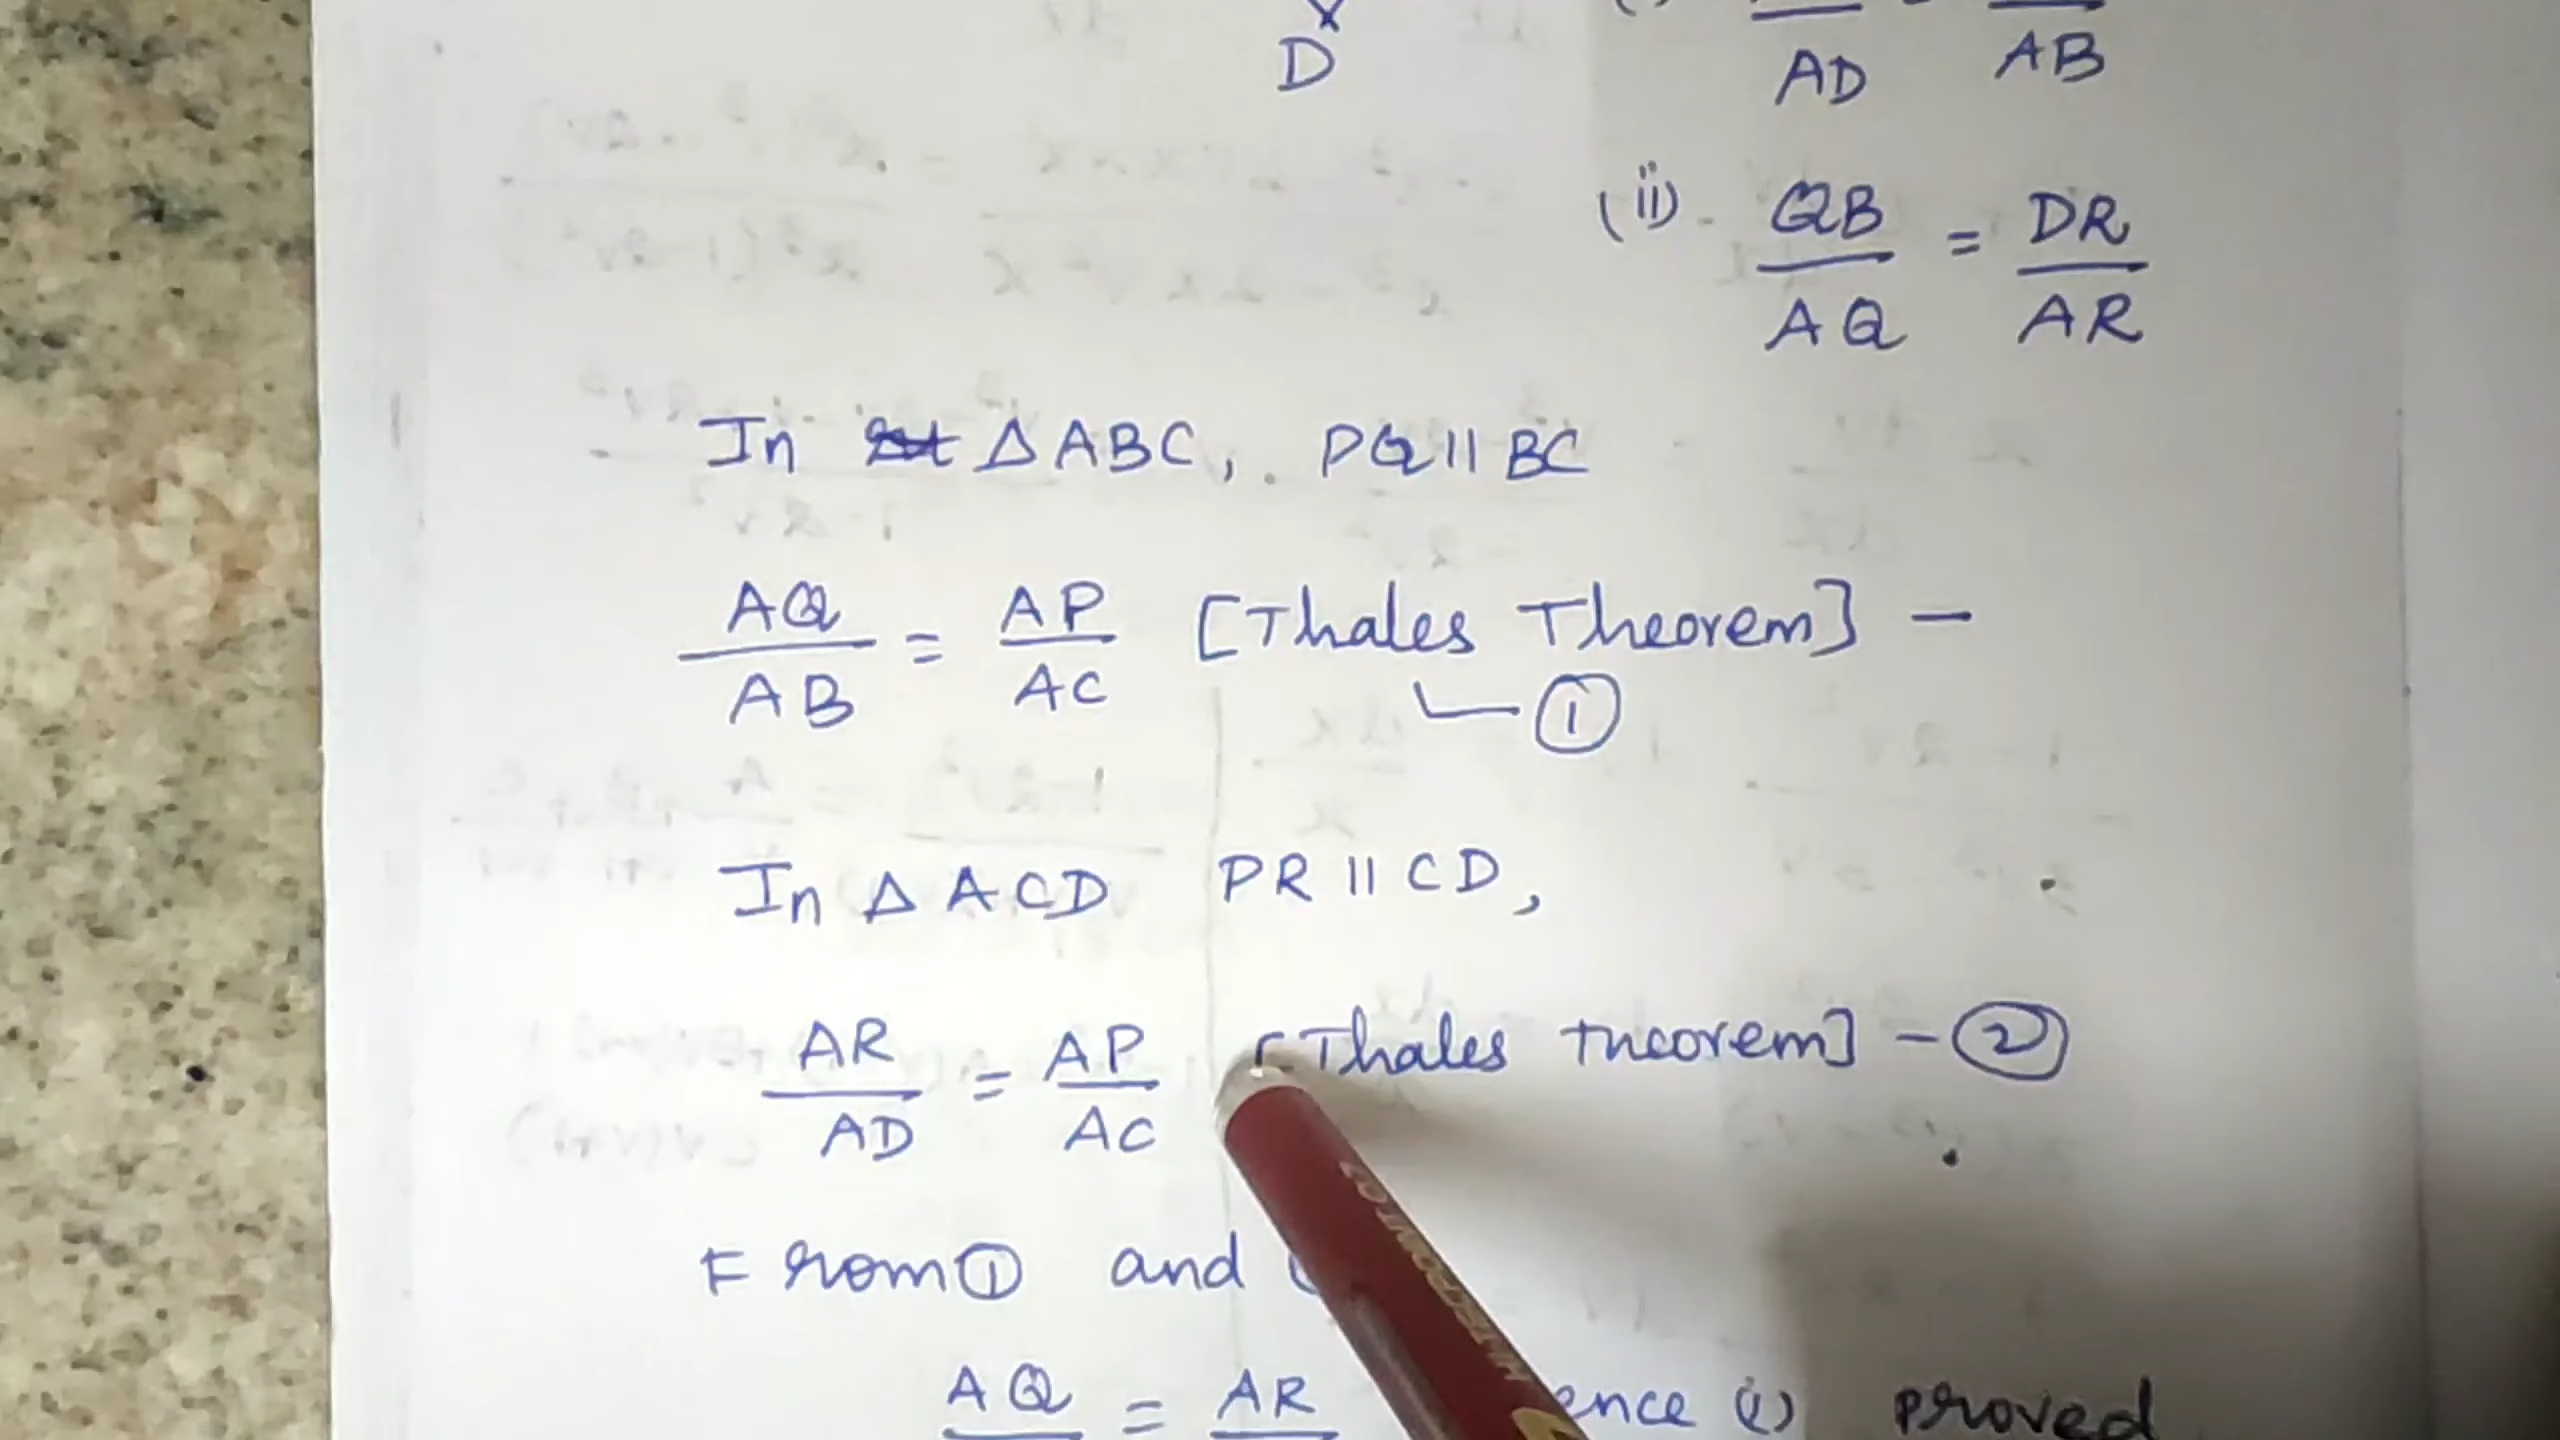 D
AD AB
(ii) QB/AQ = DR/AR
In ΔABC, PQ || BC
AQ/AB = AP/AC [Thales Theorem] —
— ①
In Δ ACD PR || CD,
AR/AD = AP/AC [Thales theorem] — ②
From ① and
AQ = AR ence (i) proved